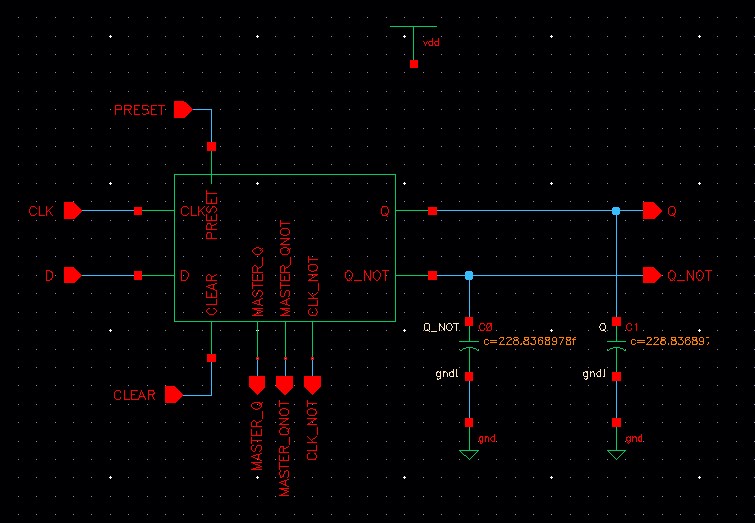 vdd
PRESET
CLK
CLK
PRESET
Q
Q
D
D
CLEAR
MASTER_Q
MASTER_QNOT
CLK_NOT
Q_NOT
Q_NOT
Q_NOT
C0
c=228.8368978f
Q
C1
c=228.836897
gnd!
gnd!
CLEAR
MASTER_Q
MASTER_QNOT
CLK_NOT
gnd
gnd